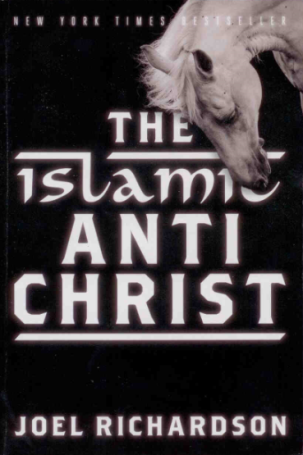 NEW YORK TIMES BESTSELLER
THE
islamic
ANTI
CHRIST
JOEL RICHARDSON